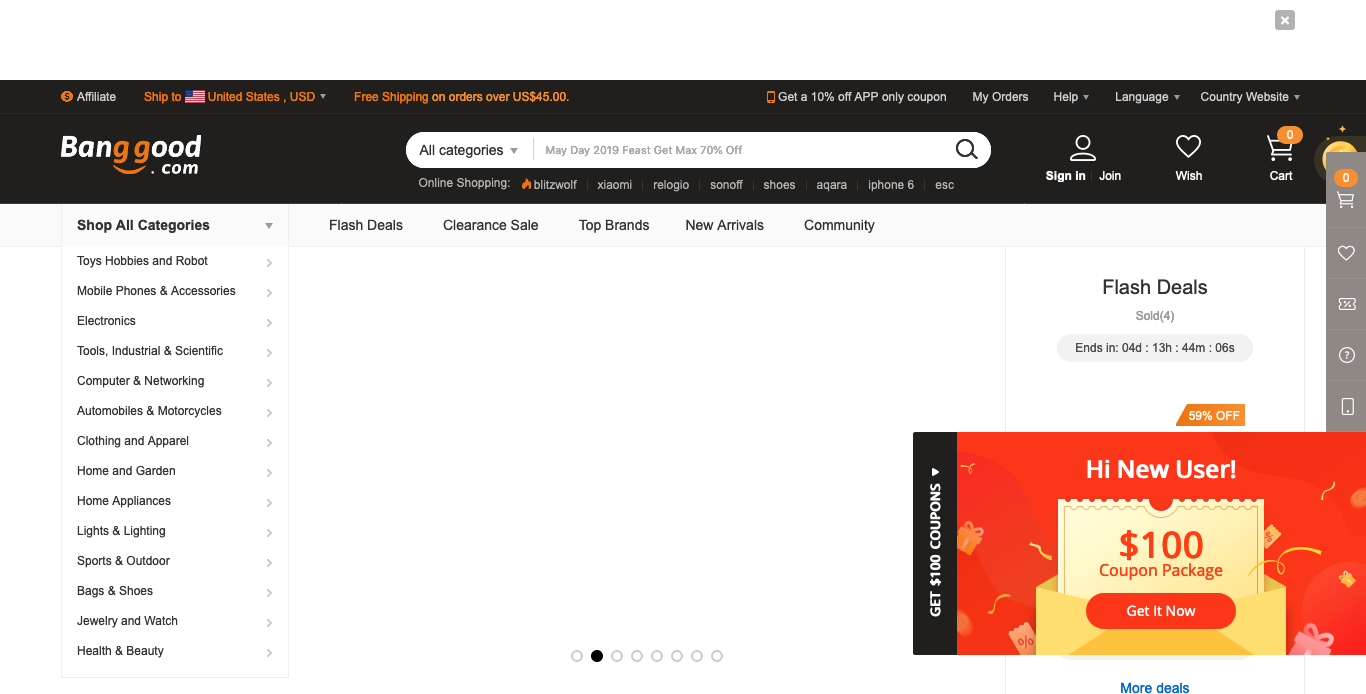 Affiliate
Ship to United States , USD
Free Shipping on orders over US$45.00.
Get a 10% off APP only coupon
My Orders
Help
Language
Country Website
Banggood
.com
All categories
May Day 2019 Feast Get Max 70% Off
Online Shopping:
blitzwolf
xiaomi
relogio
sonoff
shoes
aqara
iphone 6
esc
Sign in
Join
Wish
0
Cart
0
Shop All Categories
Flash Deals
Clearance Sale
Top Brands
New Arrivals
Community
Toys Hobbies and Robot
Mobile Phones & Accessories
Electronics
Tools, Industrial & Scientific
Computer & Networking
Automobiles & Motorcycles
Clothing and Apparel
Home and Garden
Home Appliances
Lights & Lighting
Sports & Outdoor
Bags & Shoes
Jewelry and Watch
Health & Beauty
Flash Deals
Sold(4)
Ends in: 04d : 13h : 44m : 06s
59% OFF
GET $100 COUPONS
Hi New User!
$100
Coupon Package
Get It Now
More deals